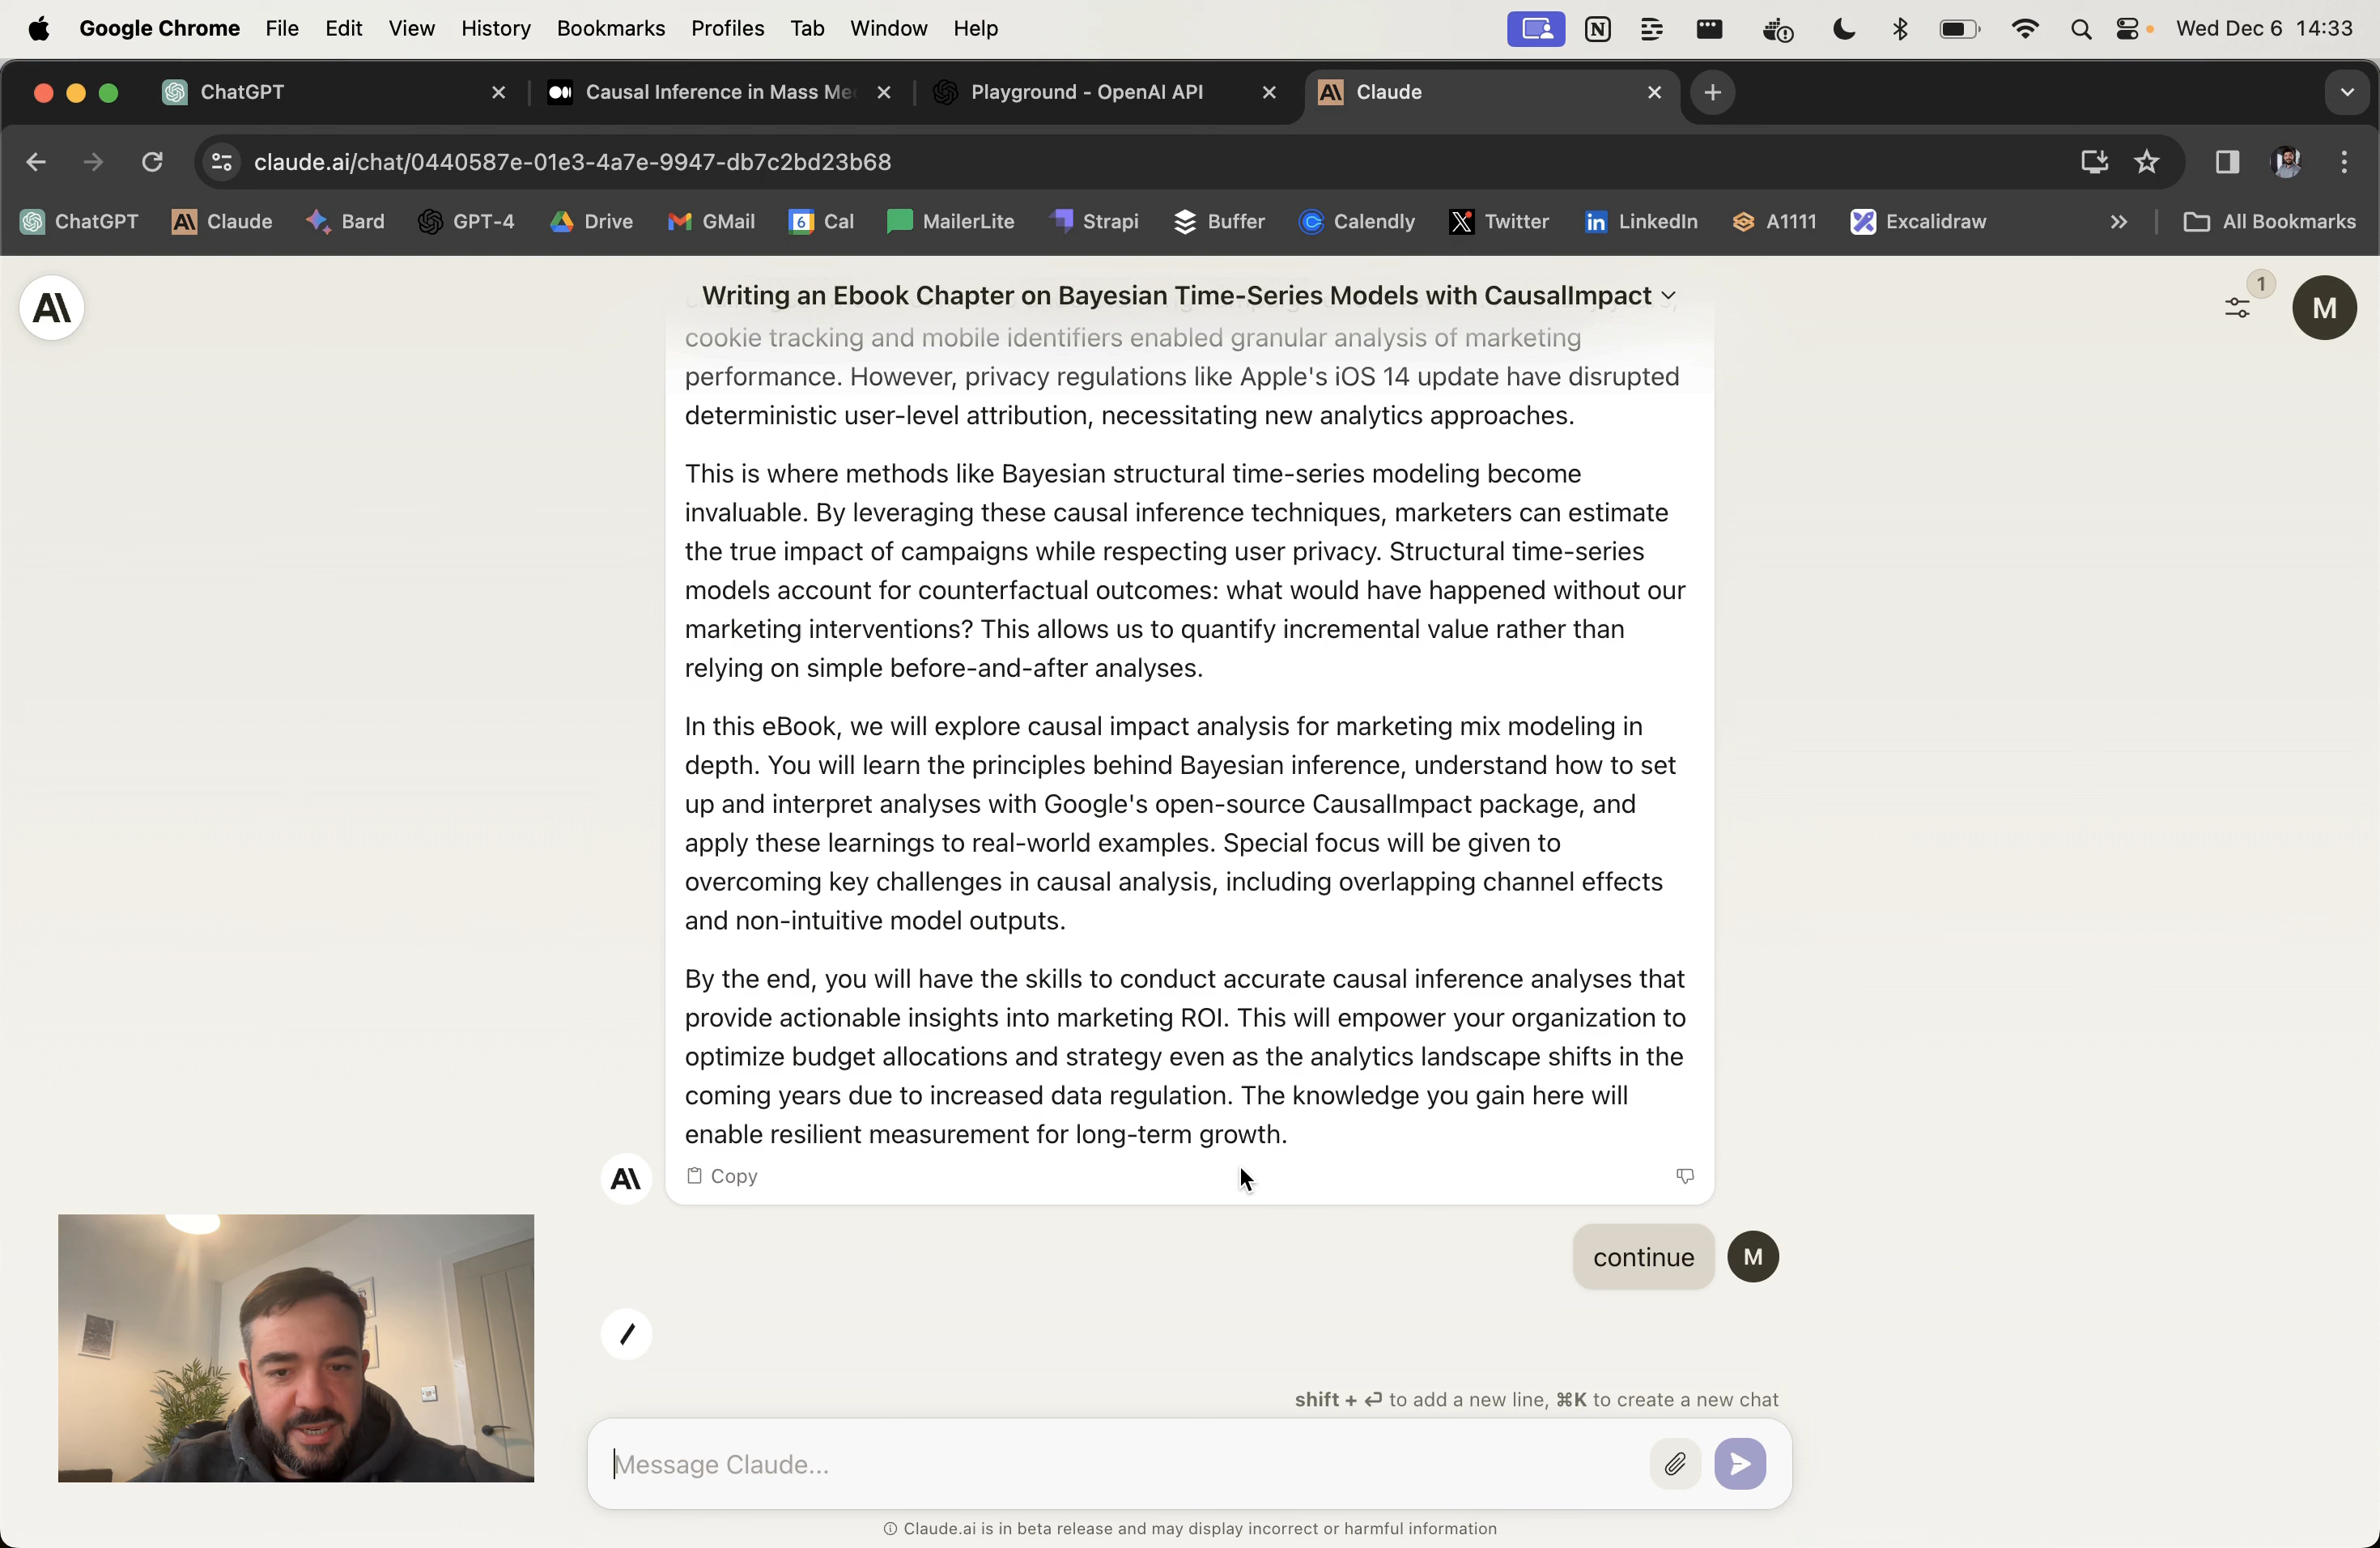 Google Chrome File Edit View History Bookmarks Profiles Tab Window Help Wed Dec 6 14:33
ChatGPT Causal Inference in Mass Me Playground - OpenAI API Claude
claude.ai/chat/0440587e-01e3-4a7e-9947-db7c2bd23b68
ChatGPT Claude Bard GPT-4 Drive GMail 6 Cal MailerLite Strapi Buffer Calendly Twitter LinkedIn A1111 Excalidraw » All Bookmarks
Writing an Ebook Chapter on Bayesian Time-Series Models with CausalImpact
1
M
cookie tracking and mobile identifiers enabled granular analysis of marketing
performance. However, privacy regulations like Apple's iOS 14 update have disrupted
deterministic user-level attribution, necessitating new analytics approaches.
This is where methods like Bayesian structural time-series modeling become
invaluable. By leveraging these causal inference techniques, marketers can estimate
the true impact of campaigns while respecting user privacy. Structural time-series
models account for counterfactual outcomes: what would have happened without our
marketing interventions? This allows us to quantify incremental value rather than
relying on simple before-and-after analyses.
In this eBook, we will explore causal impact analysis for marketing mix modeling in
depth. You will learn the principles behind Bayesian inference, understand how to set
up and interpret analyses with Google's open-source CausalImpact package, and
apply these learnings to real-world examples. Special focus will be given to
overcoming key challenges in causal analysis, including overlapping channel effects
and non-intuitive model outputs.
By the end, you will have the skills to conduct accurate causal inference analyses that
provide actionable insights into marketing ROI. This will empower your organization to
optimize budget allocations and strategy even as the analytics landscape shifts in the
coming years due to increased data regulation. The knowledge you gain here will
enable resilient measurement for long-term growth.
Copy
continue
M
shift + ↵ to add a new line, ⌘K to create a new chat
Message Claude...
Claude.ai is in beta release and may display incorrect or harmful information